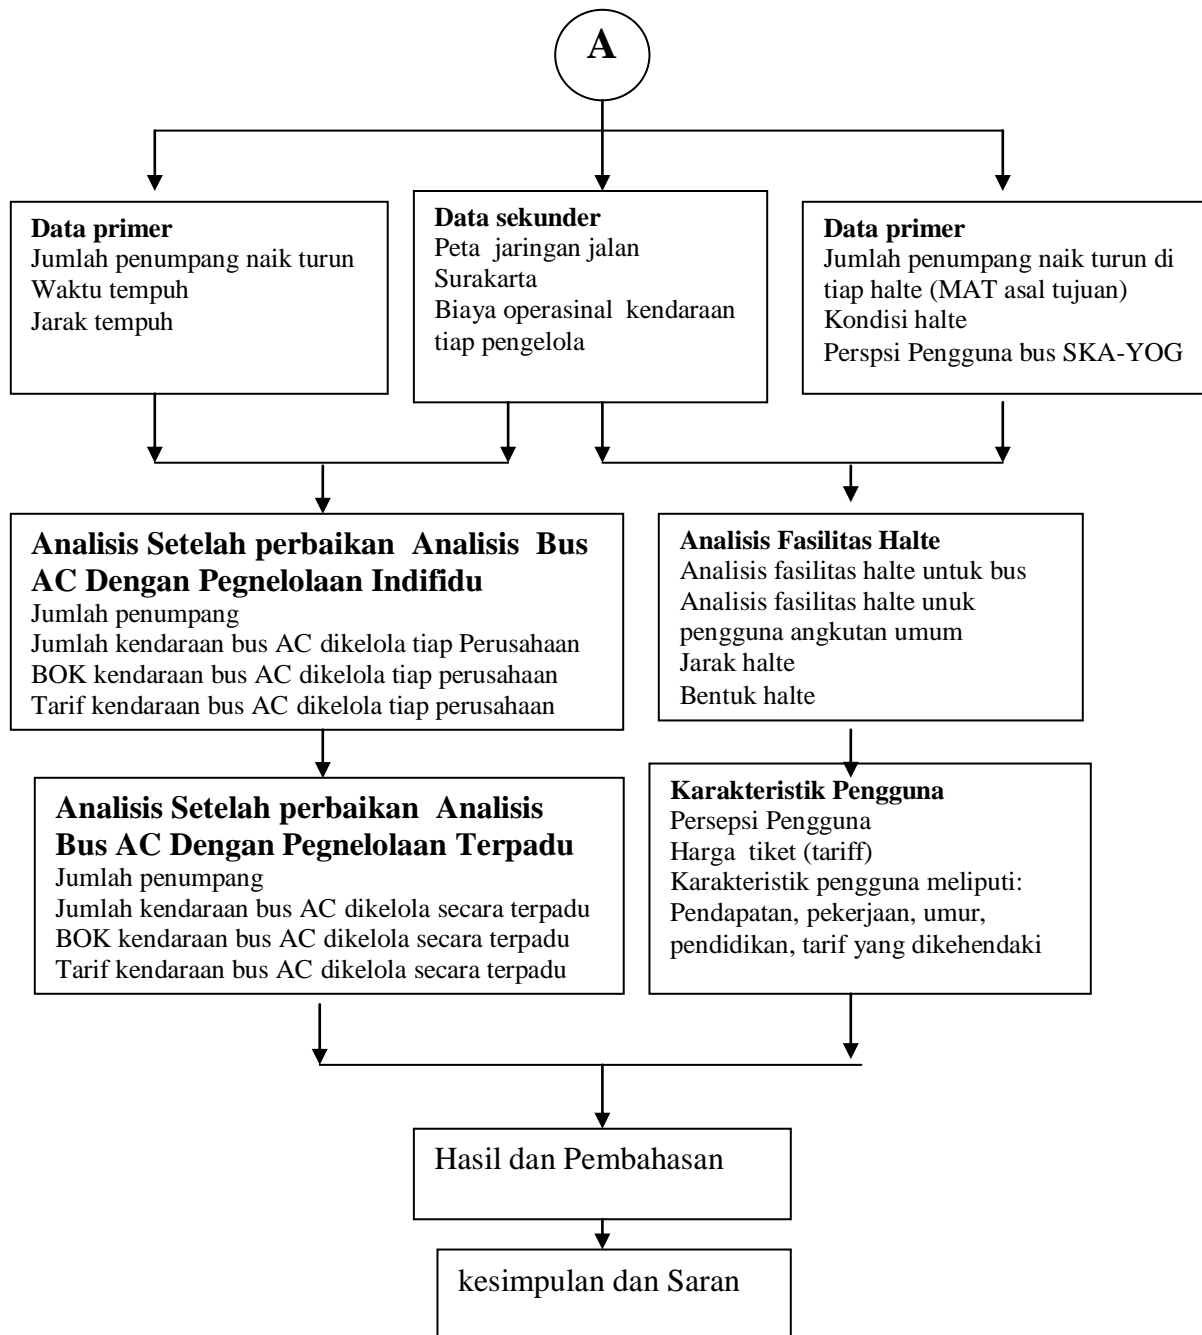 A
Data primer
Jumlah penumpang naik turun
Waktu tempuh
Jarak tempuh
Data sekunder
Peta jaringan jalan
Surakarta
Biaya operasinal kendaraan
tiap pengelola
Data primer
Jumlah penumpang naik turun di
tiap halte (MAT asal tujuan)
Kondisi halte
Perspsi Pengguna bus SKA-YOG
Analisis Setelah perbaikan Analisis Bus
AC Dengan Pegnelolaan Indifidu
Jumlah penumpang
Jumlah kendaraan bus AC dikelola tiap Perusahaan
BOK kendaraan bus AC dikelola tiap perusahaan
Tarif kendaraan bus AC dikelola tiap perusahaan
Analisis Fasilitas Halte
Analisis fasilitas halte untuk bus
Analisis fasilitas halte unuk
pengguna angkutan umum
Jarak halte
Bentuk halte
Analisis Setelah perbaikan Analisis
Bus AC Dengan Pegnelolaan Terpadu
Jumlah penumpang
Jumlah kendaraan bus AC dikelola secara terpadu
BOK kendaraan bus AC dikelola secara terpadu
Tarif kendaraan bus AC dikelola secara terpadu
Karakteristik Pengguna
Persepsi Pengguna
Harga tiket (tariff)
Karakteristik pengguna meliputi:
Pendapatan, pekerjaan, umur,
pendidikan, tarif yang dikehendaki
Hasil dan Pembahasan
kesimpulan dan Saran